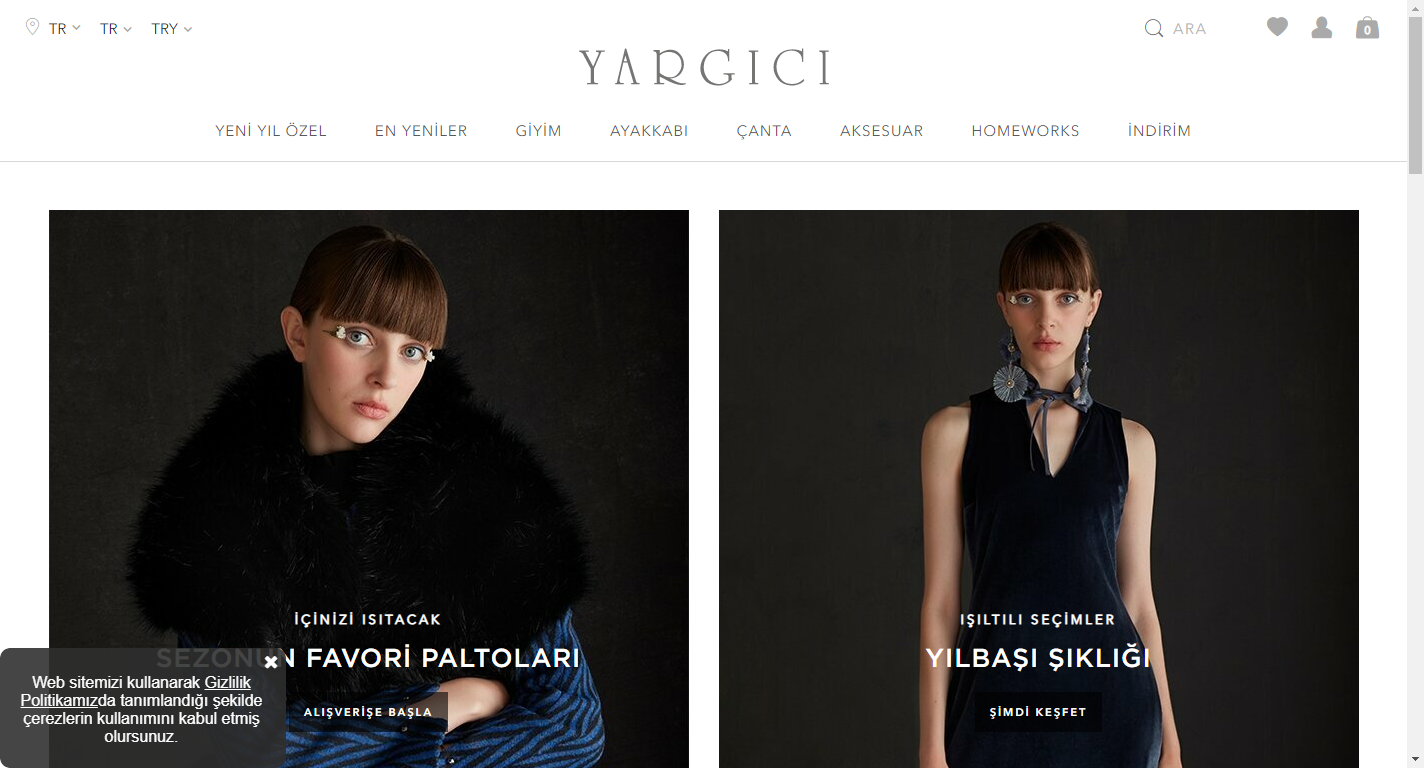 TR TR TRY
ARA
0
YARGICI
YENİ YIL ÖZEL EN YENİLER GİYİM AYAKKABI ÇANTA AKSESUAR HOMEWORKS İNDİRİM
İÇİNİZİ ISITACAK
SEZONUN FAVORİ PALTOLARI
ALIŞVERİŞE BAŞLA
IŞILTILI SEÇİMLER
YILBAŞI ŞIKLIĞI
ŞİMDİ KEŞFET
Web sitemizi kullanarak Gizlilik
Politikamızda tanımlandığı şekilde
çerezlerin kullanımını kabul etmiş
olursunuz.